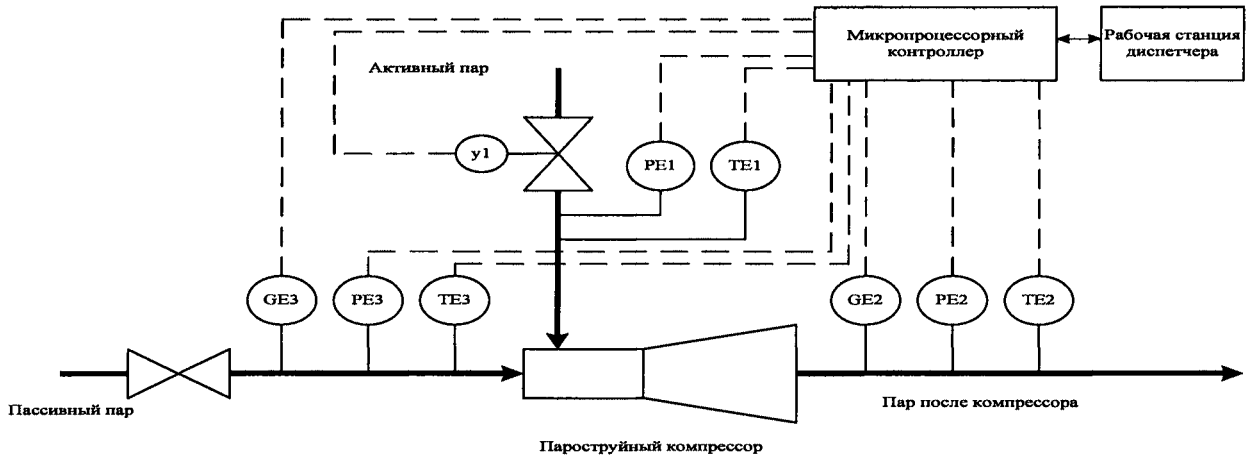 Микропроцессорный
контроллер
Рабочая станция
диспетчера
Активный пар
y1
PE1
TE1
GE3
PE3
TE3
GE2
PE2
TE2
Пассивный пар
Пар после компрессора
Пароструйный компрессор